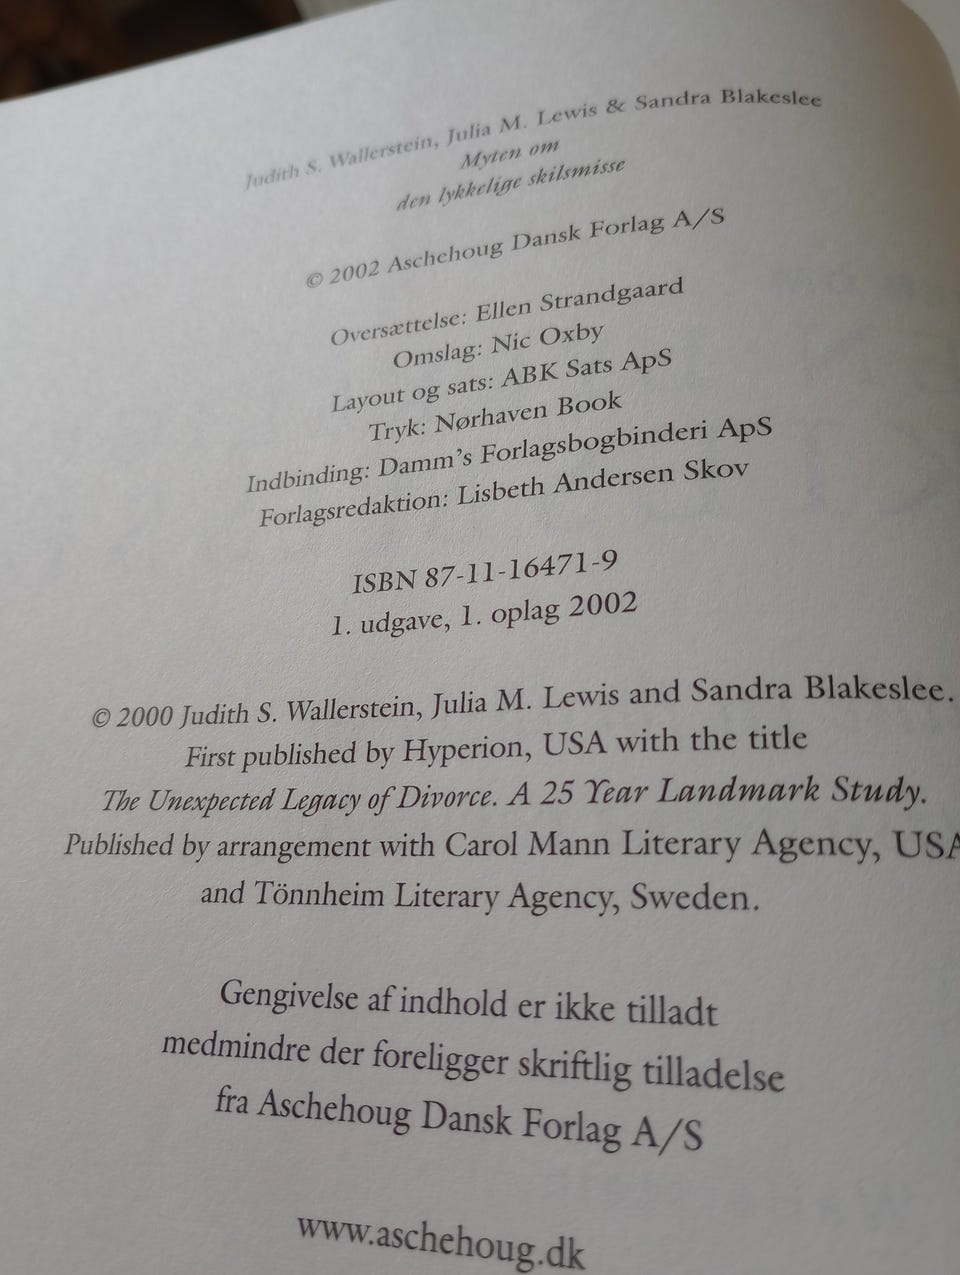 Judith S. Wallerstein, Julia M. Lewis & Sandra Blakeslee
Myten om
den lykkelige skilsmisse
© 2002 Aschehoug Dansk Forlag A/S
Oversættelse: Ellen Strandgaard
Omslag: Nic Oxby
Layout og sats: ABK Sats ApS
Tryk: Nørhaven Book
Indbinding: Damm's Forlagsbogbinderi ApS
Forlagsredaktion: Lisbeth Andersen Skov
ISBN 87-11-16471-9
1. udgave, 1. oplag 2002
© 2000 Judith S. Wallerstein, Julia M. Lewis and Sandra Blakeslee.
First published by Hyperion, USA with the title
The Unexpected Legacy of Divorce. A 25 Year Landmark Study.
Published by arrangement with Carol Mann Literary Agency, USA
and Tönnheim Literary Agency, Sweden.
Gengivelse af indhold er ikke tilladt
medmindre der foreligger skriftlig tilladelse
fra Aschehoug Dansk Forlag A/S
www.aschehoug.dk